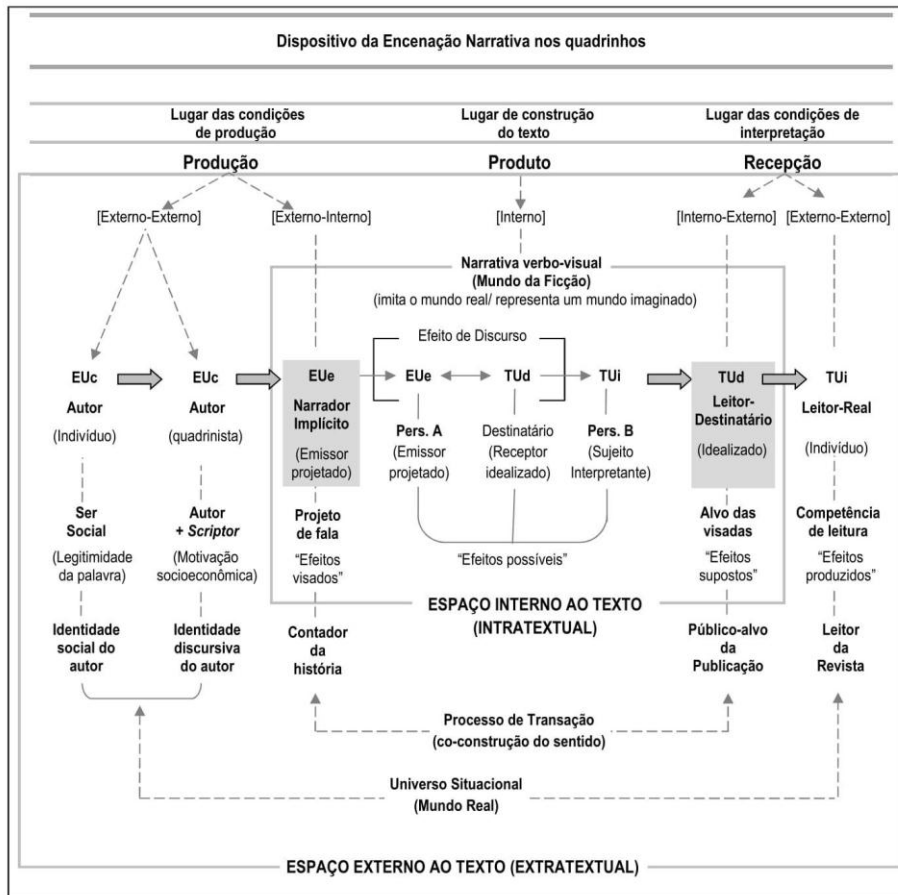 Dispositivo da Encenação Narrativa nos quadrinhos
Lugar das condições
de produção
Lugar de construção
do texto
Lugar das condições de
interpretação
Produção
Produto
Recepção
[Externo-Externo]
[Externo-Interno]
[Interno]
[Interno-Externo]
[Externo-Externo]
Narrativa verbo-visual
(Mundo da Ficção)
(imita o mundo real/ representa um mundo imaginado)
Efeito de Discurso
EUc
Autor
(Indivíduo)
EUc
Autor
(quadrinista)
EUe
Narrador
Implícito
(Emissor
projetado)
EUe
Pers. A
(Emissor
projetado)
TUd
Destinatário
(Receptor
idealizado)
TUi
Pers. B
(Sujeito
Interpretante)
TUd
Leitor-
Destinatário
(Idealizado)
TUi
Leitor-Real
(Indivíduo)
Ser
Social
(Legitimidade
da palavra)
Autor
+ Scriptor
(Motivação
socioeconômica)
Projeto
de fala
“Efeitos
visados”
“Efeitos possíveis”
Alvo das
visadas
“Efeitos
supostos”
Competência
de leitura
“Efeitos
produzidos”
ESPAÇO INTERNO AO TEXTO
(INTRATEXTUAL)
Identidade
social do
autor
Identidade
discursiva
do autor
Contador
da
história
Público-alvo
da
Publicação
Leitor
da
Revista
Processo de Transação
(co-construção do sentido)
Universo Situacional
(Mundo Real)
ESPAÇO EXTERNO AO TEXTO (EXTRATEXTUAL)